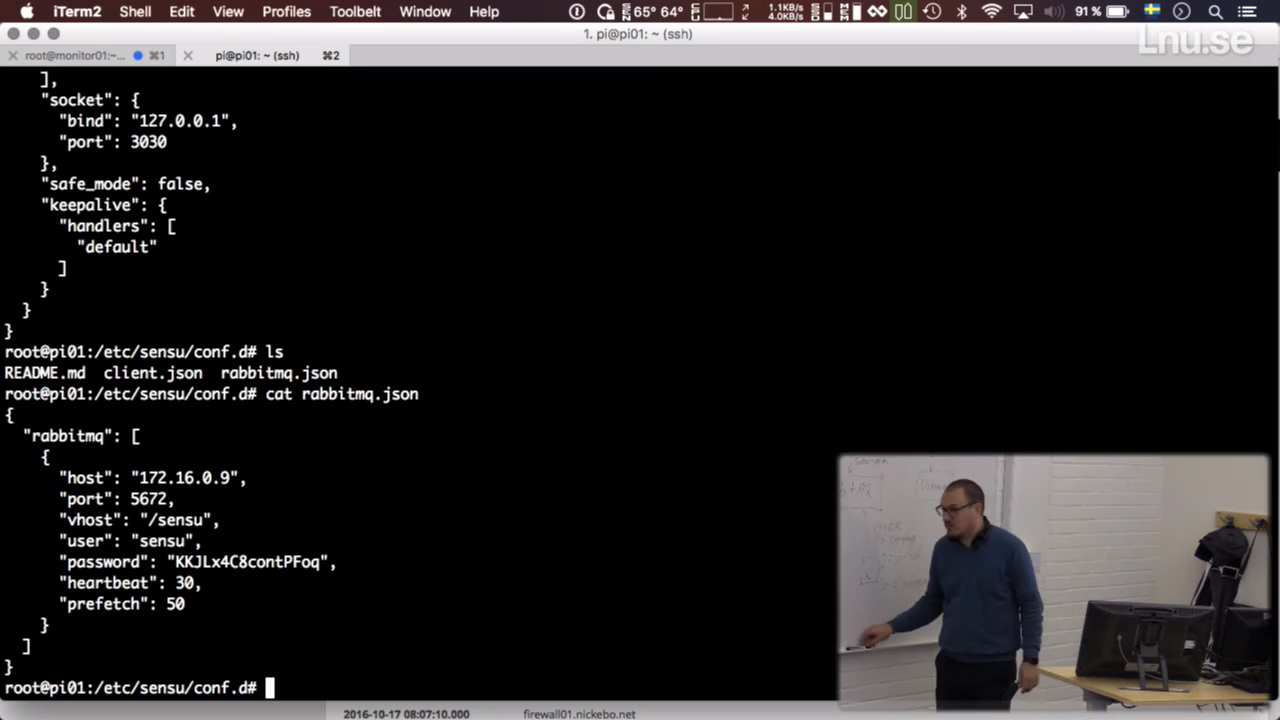 iTerm2 Shell Edit View Profiles Toolbelt Window Help 65° 64° 1.1KB/s 4.0KB/s 91 %
1. pi@pi01: ~ (ssh)
Lnu.se
root@monitor01:~... ⌘1 pi@pi01: ~ (ssh) ⌘2
],
"socket": {
"bind": "127.0.0.1",
"port": 3030
},
"safe_mode": false,
"keepalive": {
"handlers": [
"default"
]
}
}
}
root@pi01:/etc/sensu/conf.d# ls
README.md client.json rabbitmq.json
root@pi01:/etc/sensu/conf.d# cat rabbitmq.json
{
"rabbitmq": [
{
"host": "172.16.0.9",
"port": 5672,
"vhost": "/sensu",
"user": "sensu",
"password": "KKJLx4C8contPFoq",
"heartbeat": 30,
"prefetch": 50
}
]
}
root@pi01:/etc/sensu/conf.d#
2016-10-17 08:07:10.000 firewall01.nickebo.net